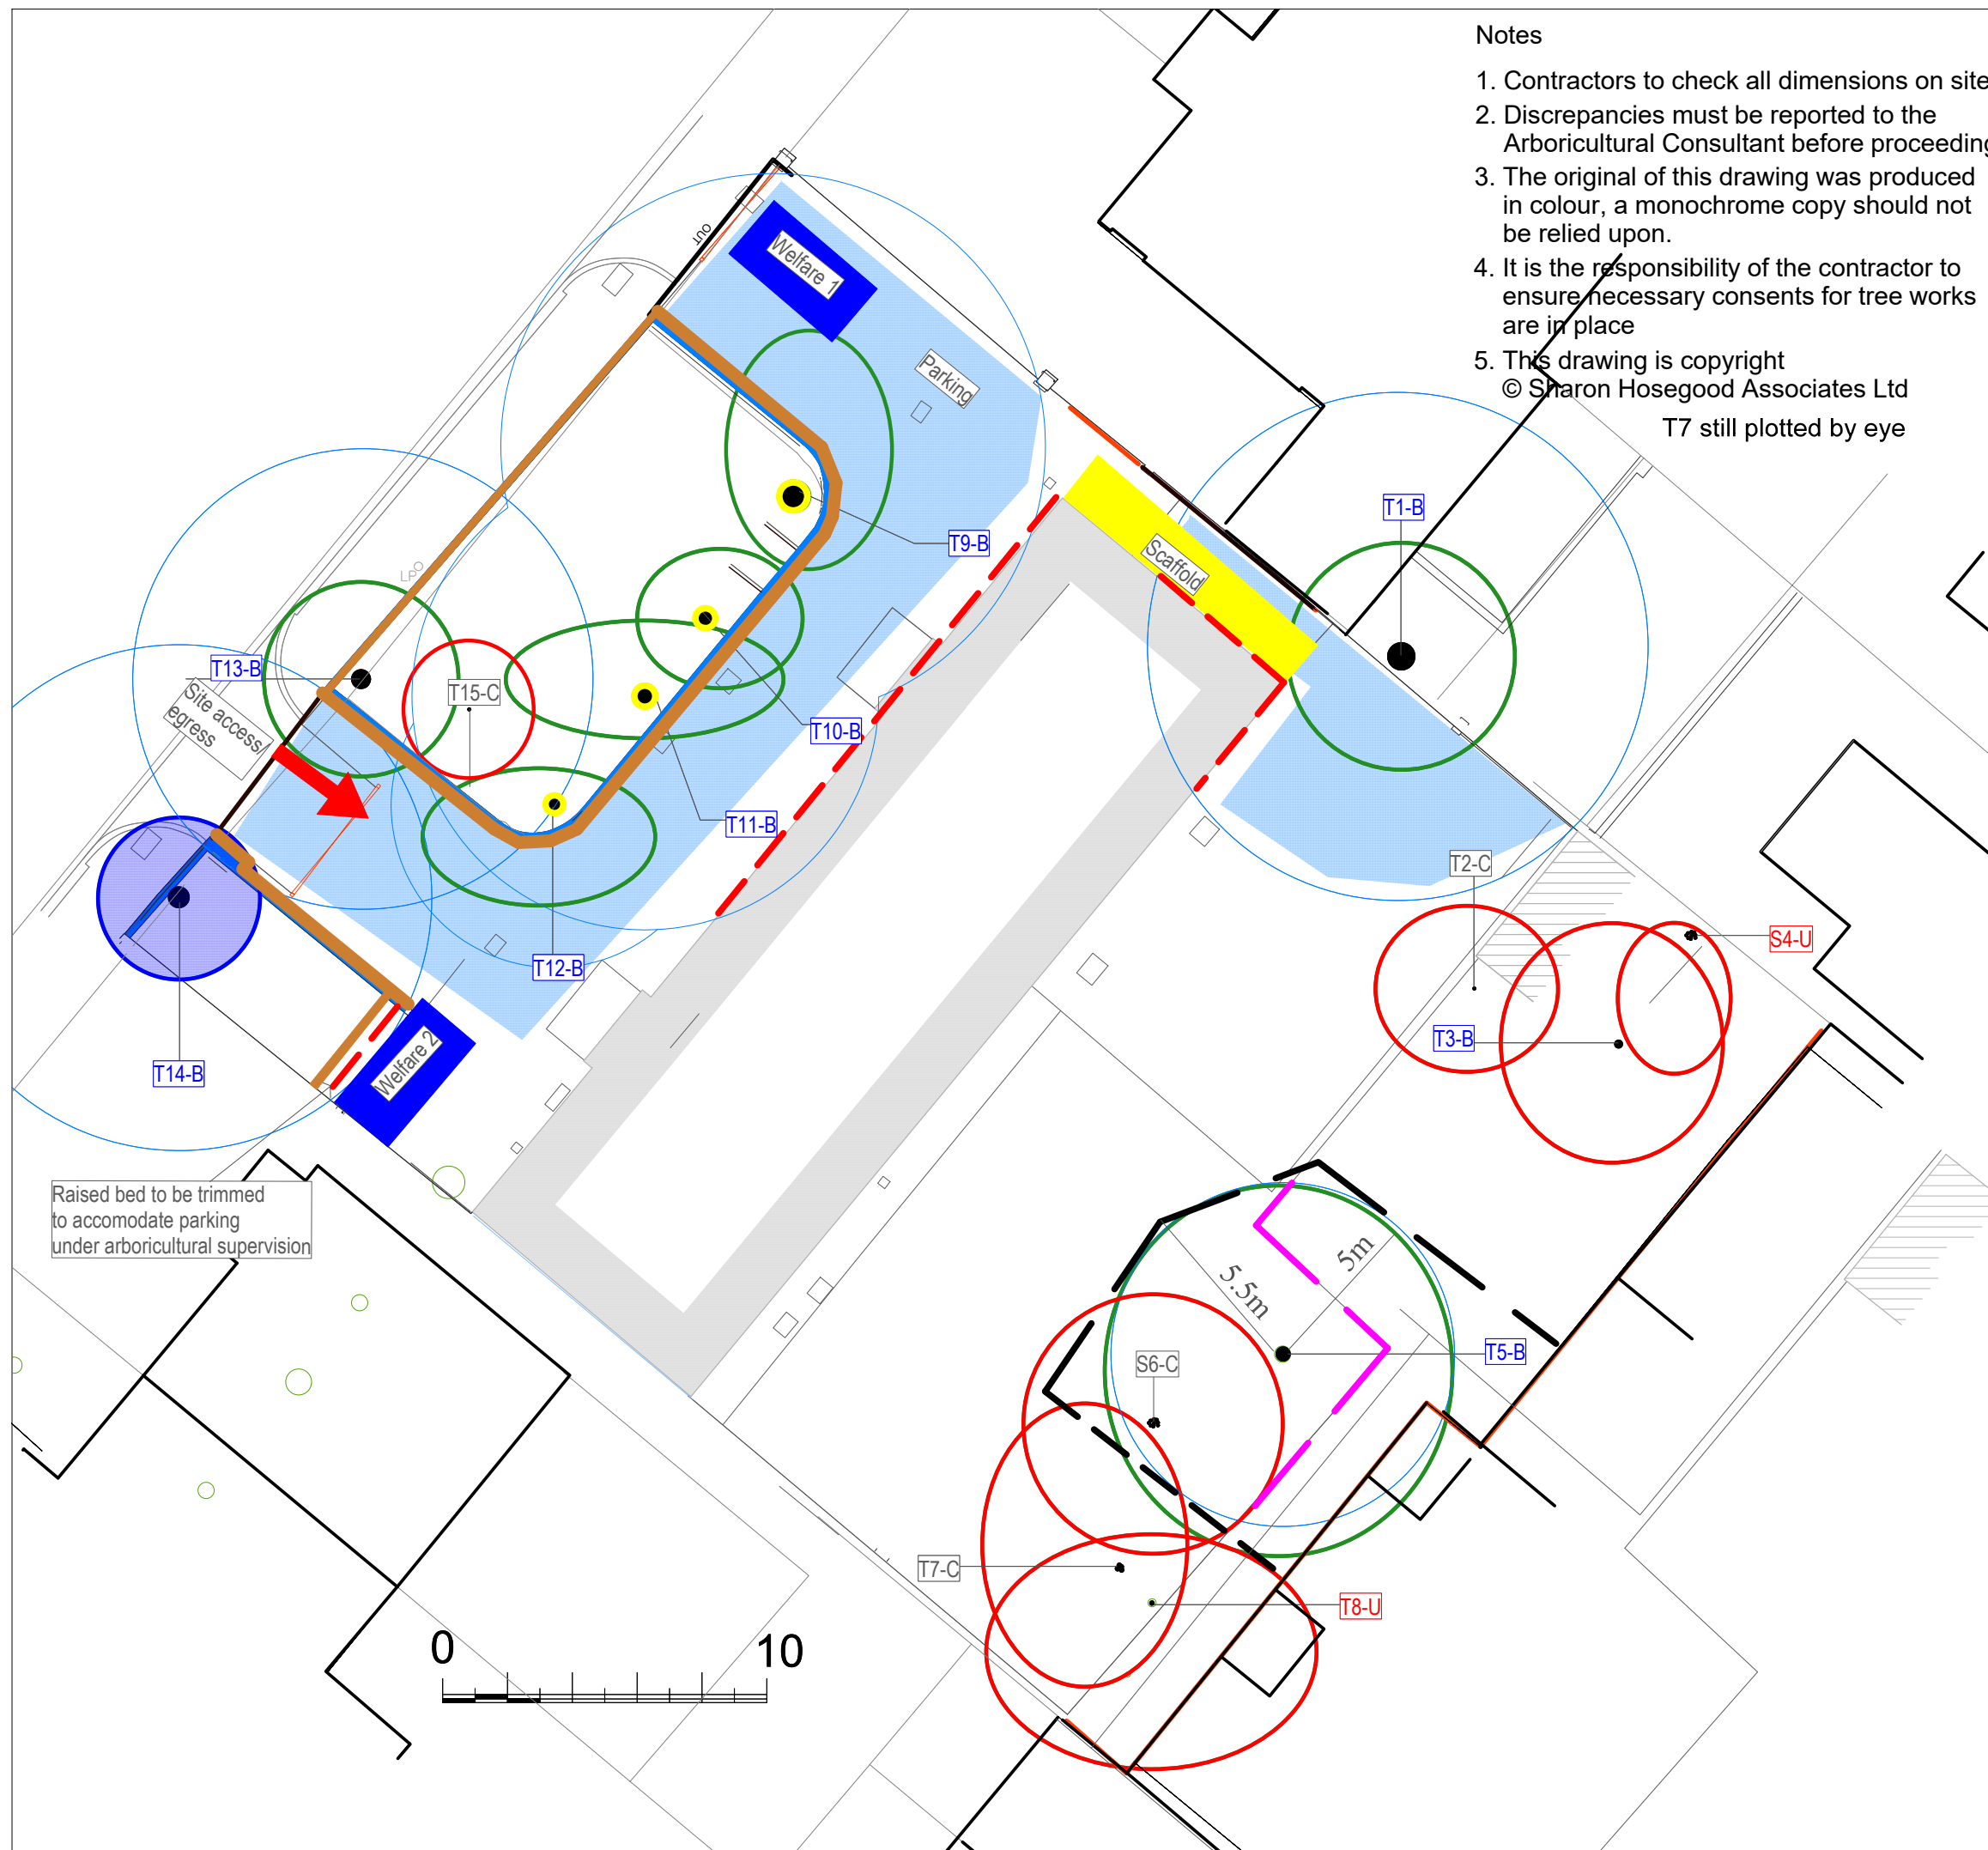 Notes
1. Contractors to check all dimensions on site
2. Discrepancies must be reported to the
Arboricultural Consultant before proceeding
3. The original of this drawing was produced
in colour, a monochrome copy should not
be relied upon.
4. It is the responsibility of the contractor to
ensure necessary consents for tree works
are in place
5. This drawing is copyright
© Sharon Hosegood Associates Ltd
T7 still plotted by eye
OUT
Welfare 1
Parking
T1-B
T9-B
Scaffold
LP
T13-B
T15-C
Site access/
egress
T10-B
T11-B
T2-C
S4-U
T12-B
T3-B
T14-B
Welfare 2
Raised bed to be trimmed
to accomodate parking
under arboricultural supervision
5.5m
5m
T5-B
S6-C
T7-C
T8-U
0
10